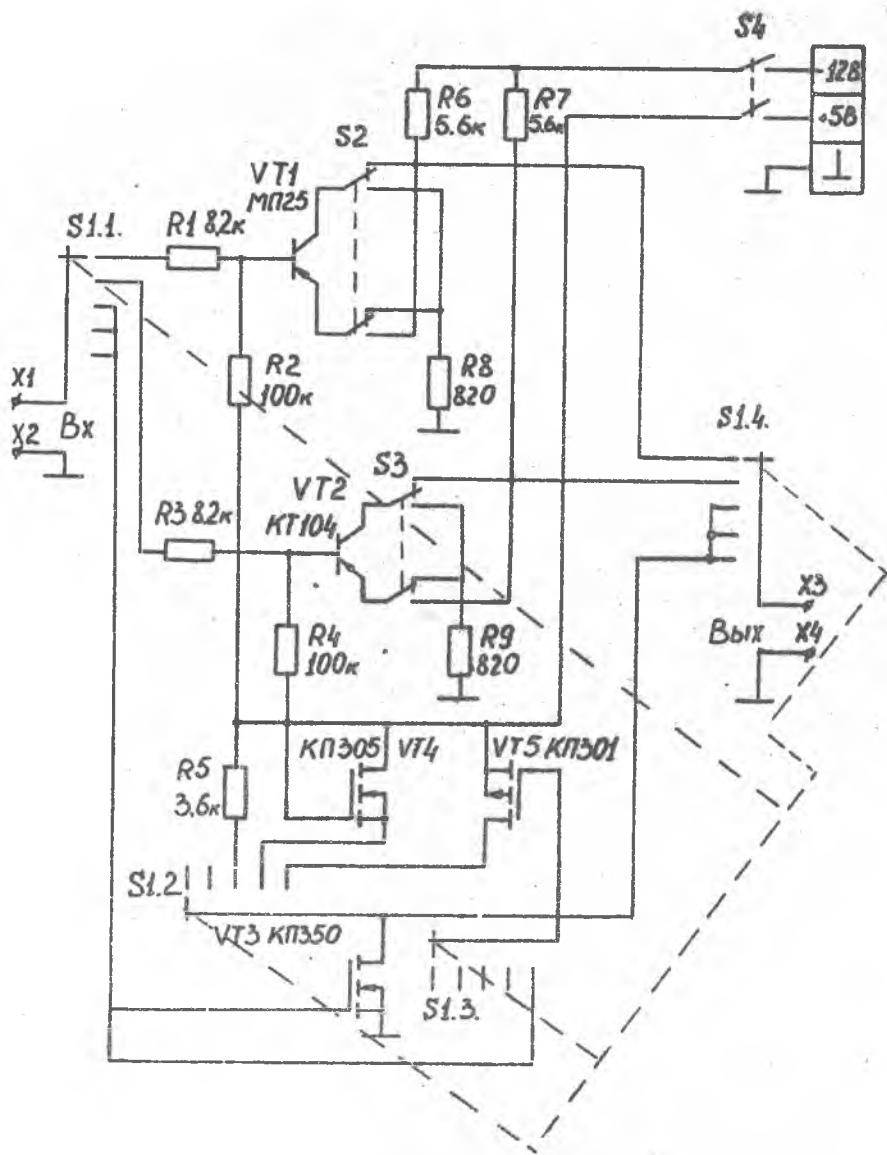 S4
-12В
R6
5.6к
R7
5.6к
+5В
S2
VT1
МП25
⊥
S1.1.
R1 8,2к
R2
100к
R8
820
X1
X2
Вх
S1.4.
S3
VT2
КТ104
R3 8.2к
X3
Вых
X4
R4
100к
R9
820
КП305
VT4
VT5 КП301
R5
3.6к
S1.2
VT3 КП350
S1.3.